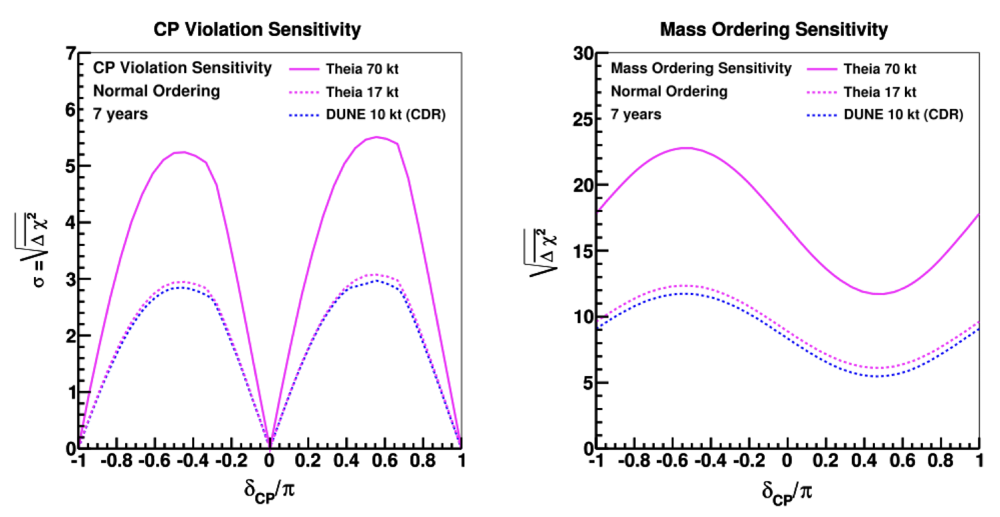 CP Violation Sensitivity
7
6
5
4
3
2
1
0
σ = √Δχ²
CP Violation Sensitivity
Normal Ordering
7 years
Theia 70 kt
Theia 17 kt
DUNE 10 kt (CDR)
-1 -0.8 -0.6 -0.4 -0.2 0 0.2 0.4 0.6 0.8 1
δCP/π
Mass Ordering Sensitivity
30
25
20
15
10
5
0
√Δχ²
Mass Ordering Sensitivity
Normal Ordering
7 years
Theia 70 kt
Theia 17 kt
DUNE 10 kt (CDR)
-1 -0.8 -0.6 -0.4 -0.2 0 0.2 0.4 0.6 0.8 1
δCP/π